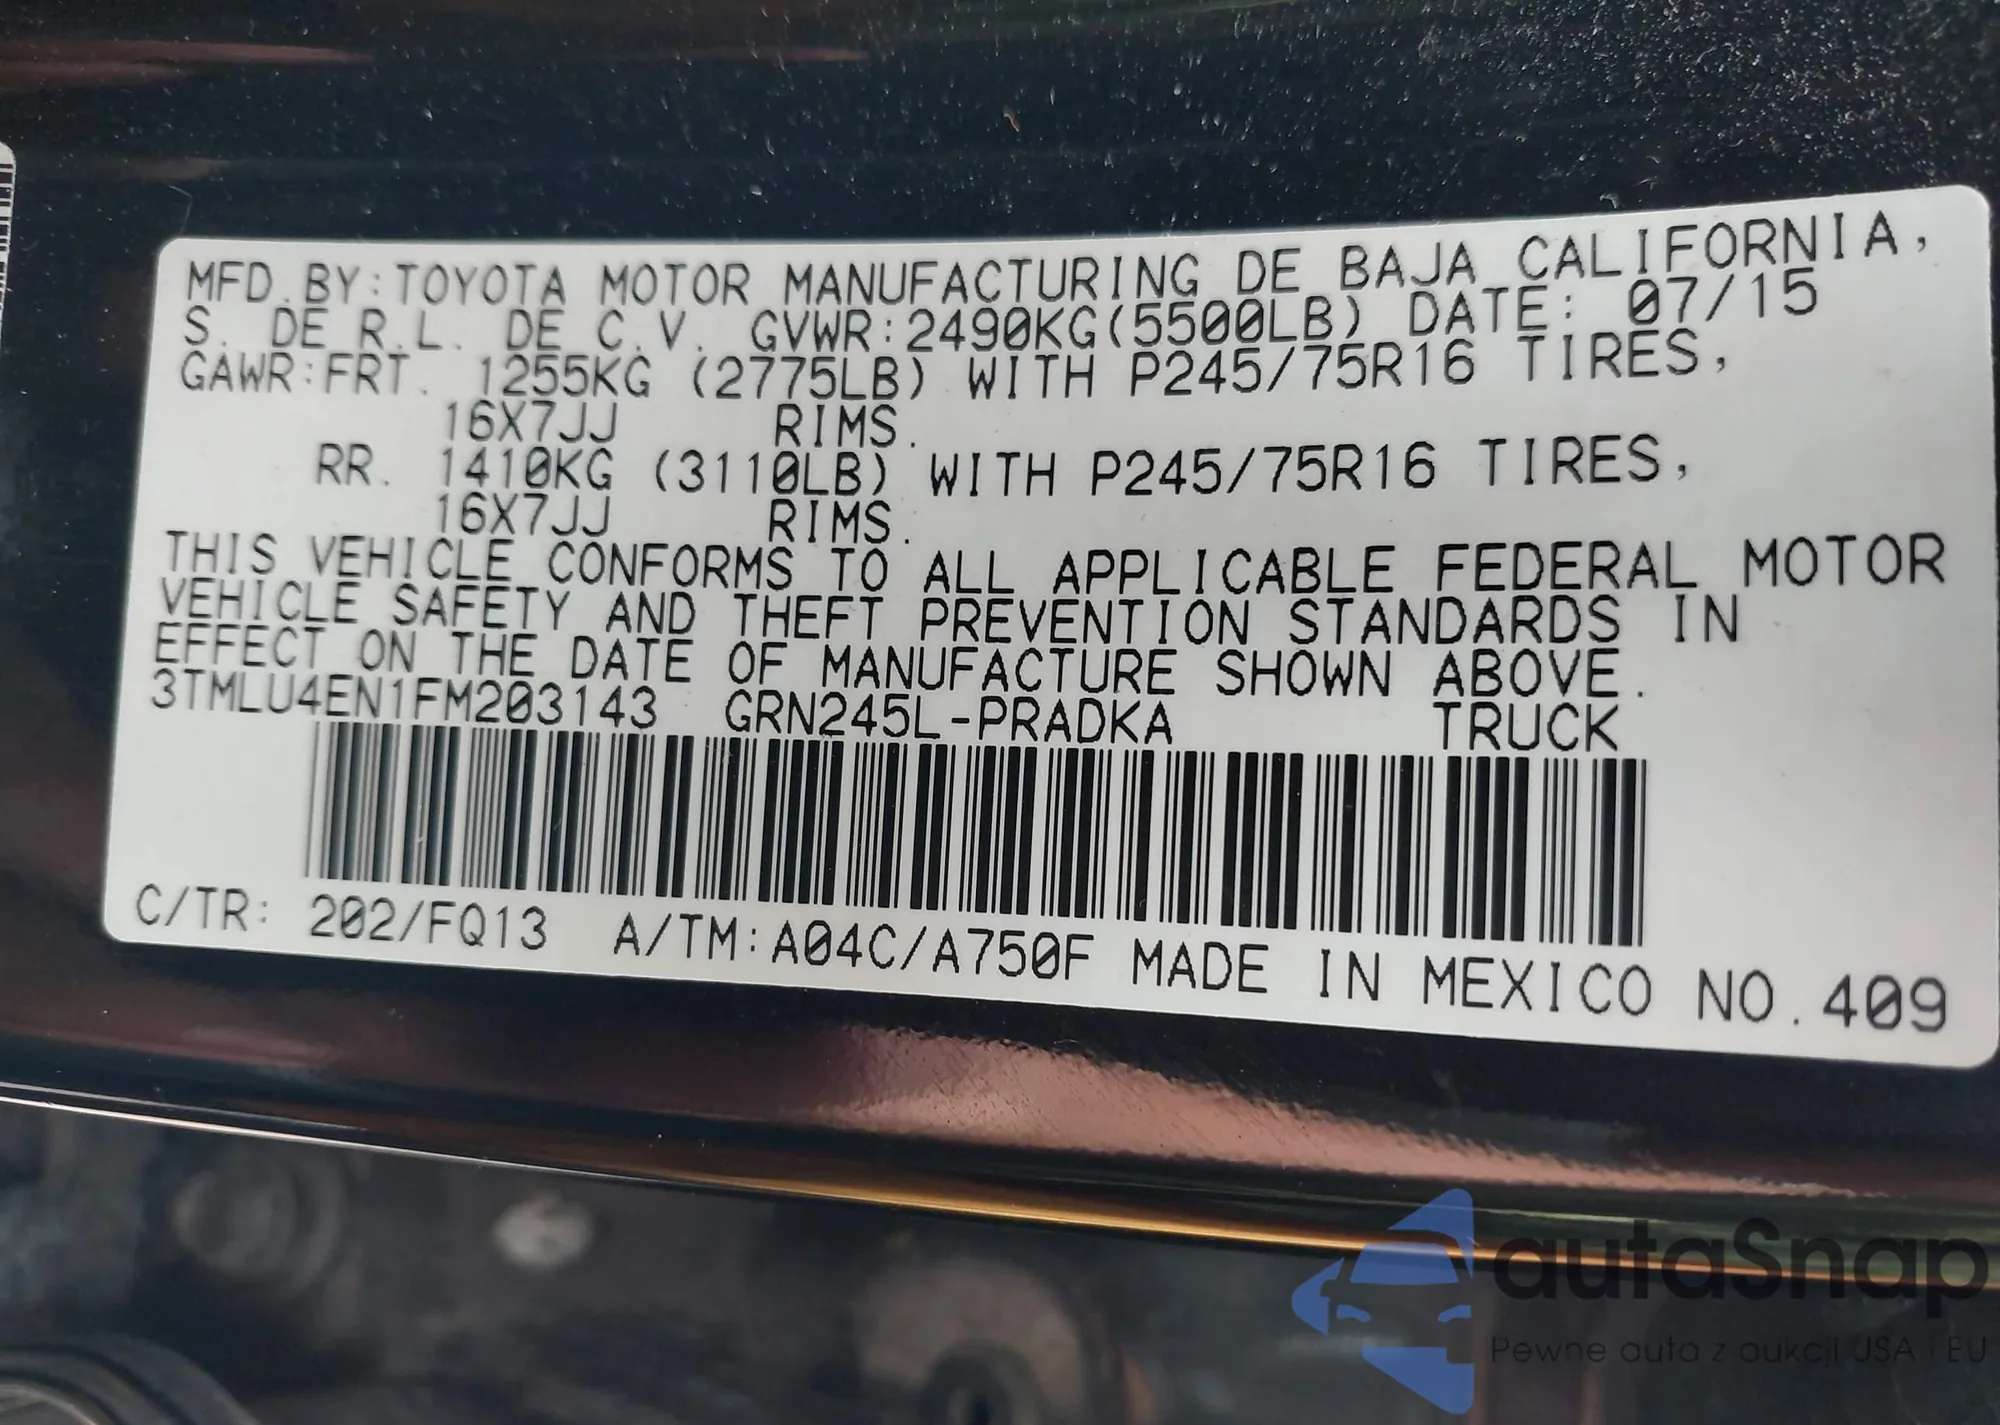 MFD.BY:TOYOTA MOTOR MANUFACTURING DE BAJA CALIFORNIA,
S. DE R.L. DE C.V. GVWR:2490KG(5500LB) DATE: 07/15
GAWR:FRT. 1255KG (2775LB) WITH P245/75R16 TIRES,
16X7JJ RIMS.
RR. 1410KG (3110LB) WITH P245/75R16 TIRES,
16X7JJ RIMS.
THIS VEHICLE CONFORMS TO ALL APPLICABLE FEDERAL MOTOR
VEHICLE SAFETY AND THEFT PREVENTION STANDARDS IN
EFFECT ON THE DATE OF MANUFACTURE SHOWN ABOVE.
3TMLU4EN1FM203143 GRN245L-PRADKA TRUCK
C/TR: 202/FQ13 A/TM:A04C/A750F MADE IN MEXICO NO.409
autaSnap
Pewne auta z aukcji USA i EU